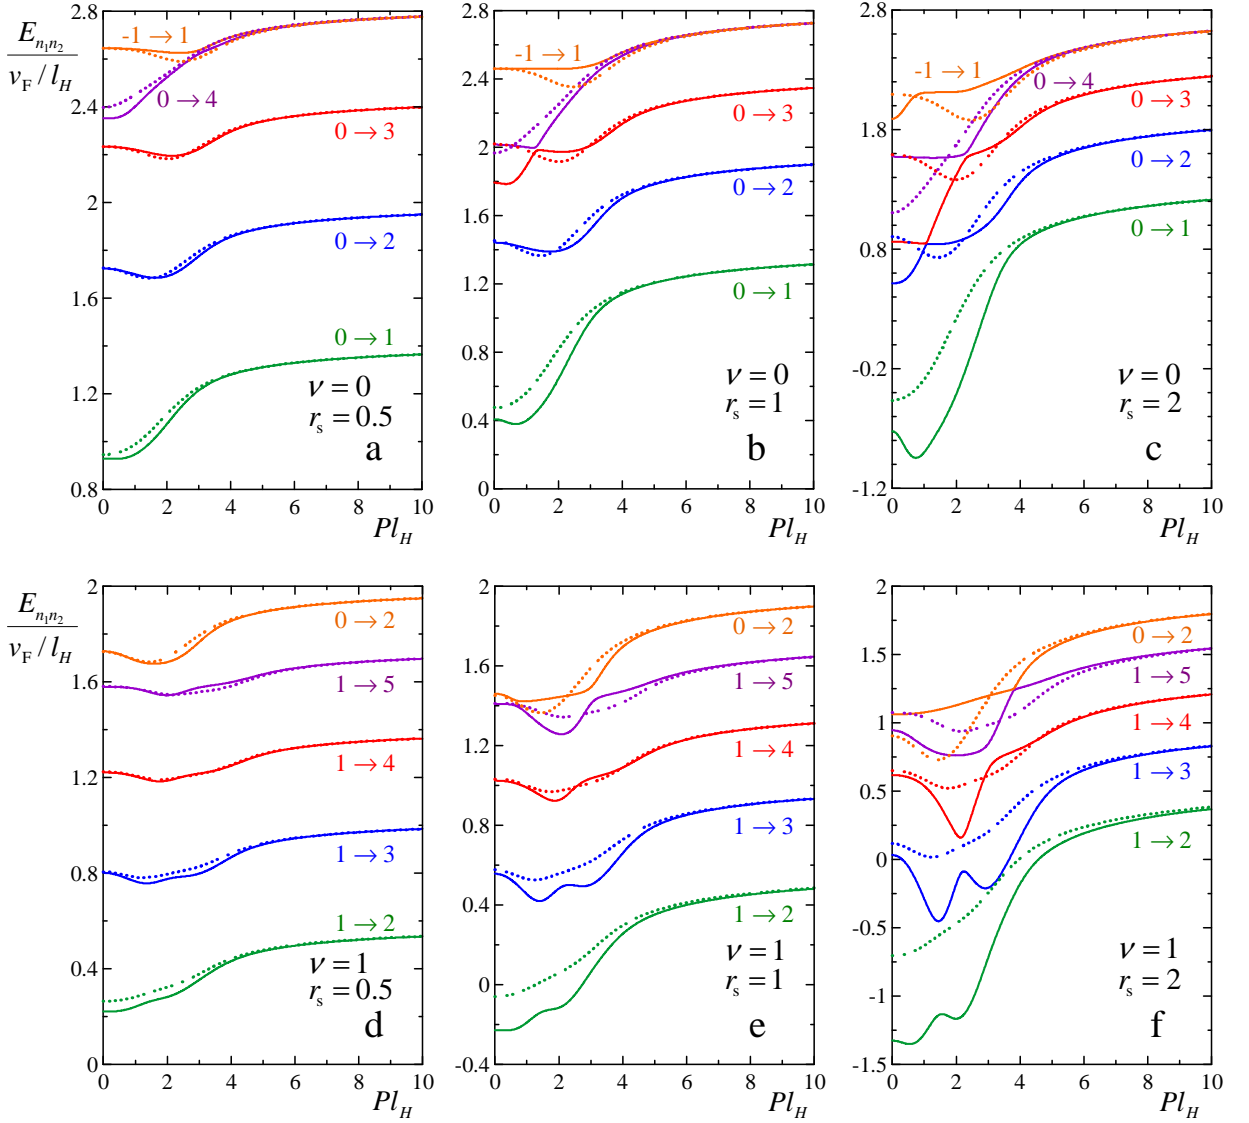 E_{n₁n₂}
v_F / l_H
2.8
2.4
2
1.6
1.2
0.8
-1 → 1
0 → 4
0 → 3
0 → 2
0 → 1
ν = 0
r_s = 0.5
a
0 2 4 6 8 10
Pl_H
2.8
2.4
2
1.6
1.2
0.8
0.4
0
-1 → 1
0 → 3
0 → 2
0 → 1
ν = 0
r_s = 1
b
0 2 4 6 8 10
Pl_H
2.8
1.8
0.8
-0.2
-1.2
-1 → 1
0 → 4
0 → 3
0 → 2
0 → 1
ν = 0
r_s = 2
c
0 2 4 6 8 10
Pl_H
E_{n₁n₂}
v_F / l_H
2
1.6
1.2
0.8
0.4
0
0 → 2
1 → 5
1 → 4
1 → 3
1 → 2
ν = 1
r_s = 0.5
d
0 2 4 6 8 10
Pl_H
2
1.6
1.2
0.8
0.4
0
-0.4
0 → 2
1 → 5
1 → 4
1 → 3
1 → 2
ν = 1
r_s = 1
e
0 2 4 6 8 10
Pl_H
2
1.5
1
0.5
0
-0.5
-1
-1.5
0 → 2
1 → 5
1 → 4
1 → 3
1 → 2
ν = 1
r_s = 2
f
0 2 4 6 8 10
Pl_H